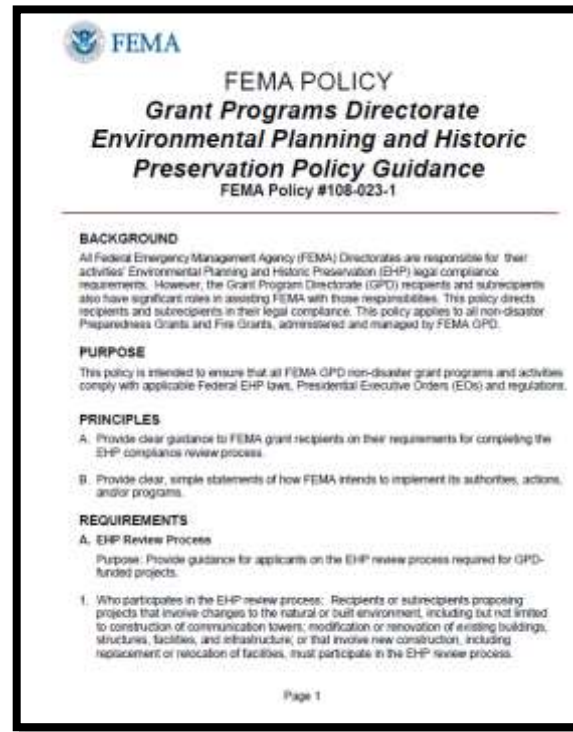 FEMA
FEMA POLICY
Grant Programs Directorate
Environmental Planning and Historic
Preservation Policy Guidance
FEMA Policy #108-023-1
BACKGROUND
All Federal Emergency Management Agency (FEMA) Directorates are responsible for their
activities' Environmental Planning and Historic Preservation (EHP) legal compliance
requirements. However, the Grant Program Directorate (GPD) recipients and subrecipients
also have significant roles in assisting FEMA with those responsibilities. This policy directs
recipients and subrecipients in their legal compliance. This policy applies to all non-disaster
Preparedness Grants and Fire Grants, administered and managed by FEMA GPD.
PURPOSE
This policy is intended to ensure that all FEMA GPD non-disaster grant programs and activities
comply with applicable Federal EHP laws, Presidential Executive Orders (EOs) and regulations.
PRINCIPLES
A. Provide clear guidance to FEMA grant recipients on their requirements for completing the
EHP compliance review process.
B. Provide clear, simple statements of how FEMA intends to implement its authorities, actions,
and/or programs.
REQUIREMENTS
A. EHP Review Process
Purpose: Provide guidance for applicants on the EHP review process required for GPD-
funded projects.
1. Who participates in the EHP review process: Recipients or subrecipients proposing
projects that involve changes to the natural or built environment, including but not limited
to construction of communication towers; modification or renovation of existing buildings,
structures, facilities, and infrastructure; or that involve new construction, including
replacement or relocation of facilities, must participate in the EHP review process.
Page 1